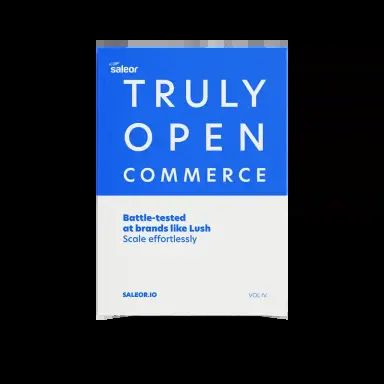 saleor
TRULY
OPEN
COMMERCE
Battle-tested
at brands like Lush
Scale effortlessly
SALEOR.IO
VOL IV.